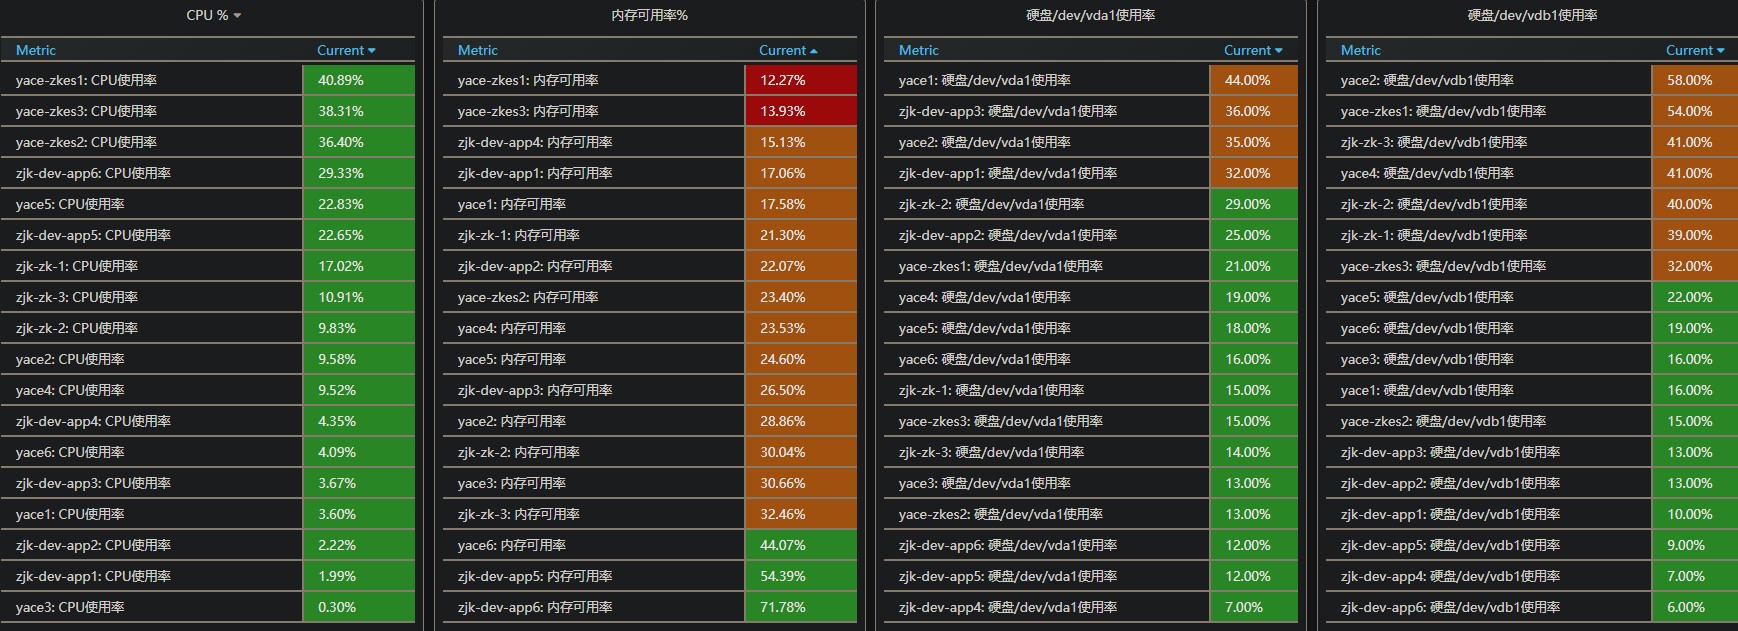 CPU %
Metric Current
yace-zkes1: CPU使用率 40.89%
yace-zkes3: CPU使用率 38.31%
yace-zkes2: CPU使用率 36.40%
zjk-dev-app6: CPU使用率 29.33%
yace5: CPU使用率 22.83%
zjk-dev-app5: CPU使用率 22.65%
zjk-zk-1: CPU使用率 17.02%
zjk-zk-3: CPU使用率 10.91%
zjk-zk-2: CPU使用率 9.83%
yace2: CPU使用率 9.58%
yace4: CPU使用率 9.52%
zjk-dev-app4: CPU使用率 4.35%
yace6: CPU使用率 4.09%
zjk-dev-app3: CPU使用率 3.67%
yace1: CPU使用率 3.60%
zjk-dev-app2: CPU使用率 2.22%
zjk-dev-app1: CPU使用率 1.99%
yace3: CPU使用率 0.30%
内存可用率%
Metric Current
yace-zkes1: 内存可用率 12.27%
yace-zkes3: 内存可用率 13.93%
zjk-dev-app4: 内存可用率 15.13%
zjk-dev-app1: 内存可用率 17.06%
yace1: 内存可用率 17.58%
zjk-zk-1: 内存可用率 21.30%
zjk-dev-app2: 内存可用率 22.07%
yace-zkes2: 内存可用率 23.40%
yace4: 内存可用率 23.53%
yace5: 内存可用率 24.60%
zjk-dev-app3: 内存可用率 26.50%
yace2: 内存可用率 28.86%
zjk-zk-2: 内存可用率 30.04%
yace3: 内存可用率 30.66%
zjk-zk-3: 内存可用率 32.46%
yace6: 内存可用率 44.07%
zjk-dev-app5: 内存可用率 54.39%
zjk-dev-app6: 内存可用率 71.78%
硬盘/dev/vda1使用率
Metric Current
yace1: 硬盘/dev/vda1使用率 44.00%
zjk-dev-app3: 硬盘/dev/vda1使用率 36.00%
yace2: 硬盘/dev/vda1使用率 35.00%
zjk-dev-app1: 硬盘/dev/vda1使用率 32.00%
zjk-zk-2: 硬盘/dev/vda1使用率 29.00%
zjk-dev-app2: 硬盘/dev/vda1使用率 25.00%
yace-zkes1: 硬盘/dev/vda1使用率 21.00%
yace4: 硬盘/dev/vda1使用率 19.00%
yace5: 硬盘/dev/vda1使用率 18.00%
yace6: 硬盘/dev/vda1使用率 16.00%
zjk-zk-1: 硬盘/dev/vda1使用率 15.00%
yace-zkes3: 硬盘/dev/vda1使用率 15.00%
zjk-zk-3: 硬盘/dev/vda1使用率 14.00%
yace3: 硬盘/dev/vda1使用率 13.00%
yace-zkes2: 硬盘/dev/vda1使用率 13.00%
zjk-dev-app6: 硬盘/dev/vda1使用率 12.00%
zjk-dev-app5: 硬盘/dev/vda1使用率 12.00%
zjk-dev-app4: 硬盘/dev/vda1使用率 7.00%
硬盘/dev/vdb1使用率
Metric Current
yace2: 硬盘/dev/vdb1使用率 58.00%
yace-zkes1: 硬盘/dev/vdb1使用率 54.00%
zjk-zk-3: 硬盘/dev/vdb1使用率 41.00%
yace4: 硬盘/dev/vdb1使用率 41.00%
zjk-zk-2: 硬盘/dev/vdb1使用率 40.00%
zjk-zk-1: 硬盘/dev/vdb1使用率 39.00%
yace-zkes3: 硬盘/dev/vdb1使用率 32.00%
yace5: 硬盘/dev/vdb1使用率 22.00%
yace6: 硬盘/dev/vdb1使用率 19.00%
yace3: 硬盘/dev/vdb1使用率 16.00%
yace1: 硬盘/dev/vdb1使用率 16.00%
yace-zkes2: 硬盘/dev/vdb1使用率 15.00%
zjk-dev-app3: 硬盘/dev/vdb1使用率 13.00%
zjk-dev-app2: 硬盘/dev/vdb1使用率 13.00%
zjk-dev-app1: 硬盘/dev/vdb1使用率 10.00%
zjk-dev-app5: 硬盘/dev/vdb1使用率 9.00%
zjk-dev-app4: 硬盘/dev/vdb1使用率 7.00%
zjk-dev-app6: 硬盘/dev/vdb1使用率 6.00%